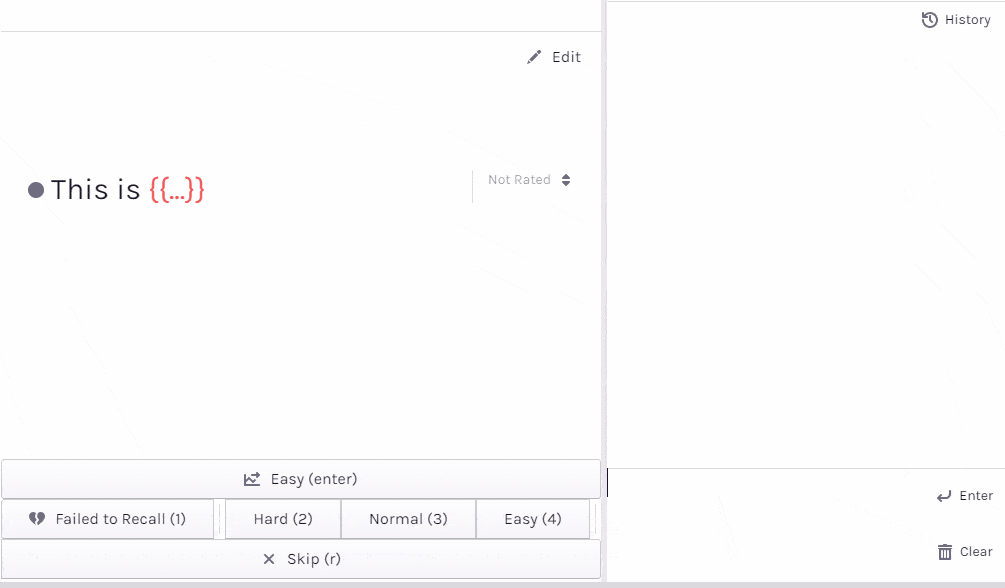 History
Edit
This is {{...}}
Not Rated
Easy (enter)
Failed to Recall (1)
Hard (2)
Normal (3)
Easy (4)
Skip (r)
Enter
Clear